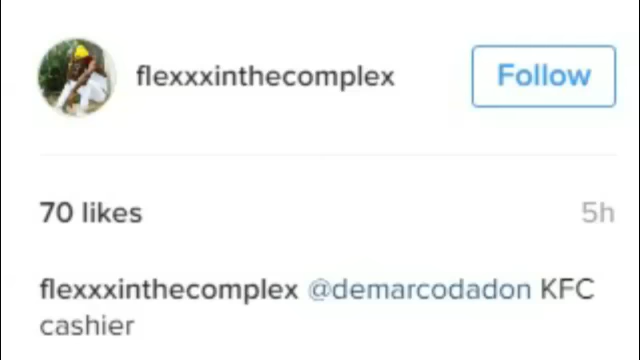 flexxxinthecomplex
Follow
70 likes
5h
flexxxinthecomplex @demarcodadon KFC
cashier